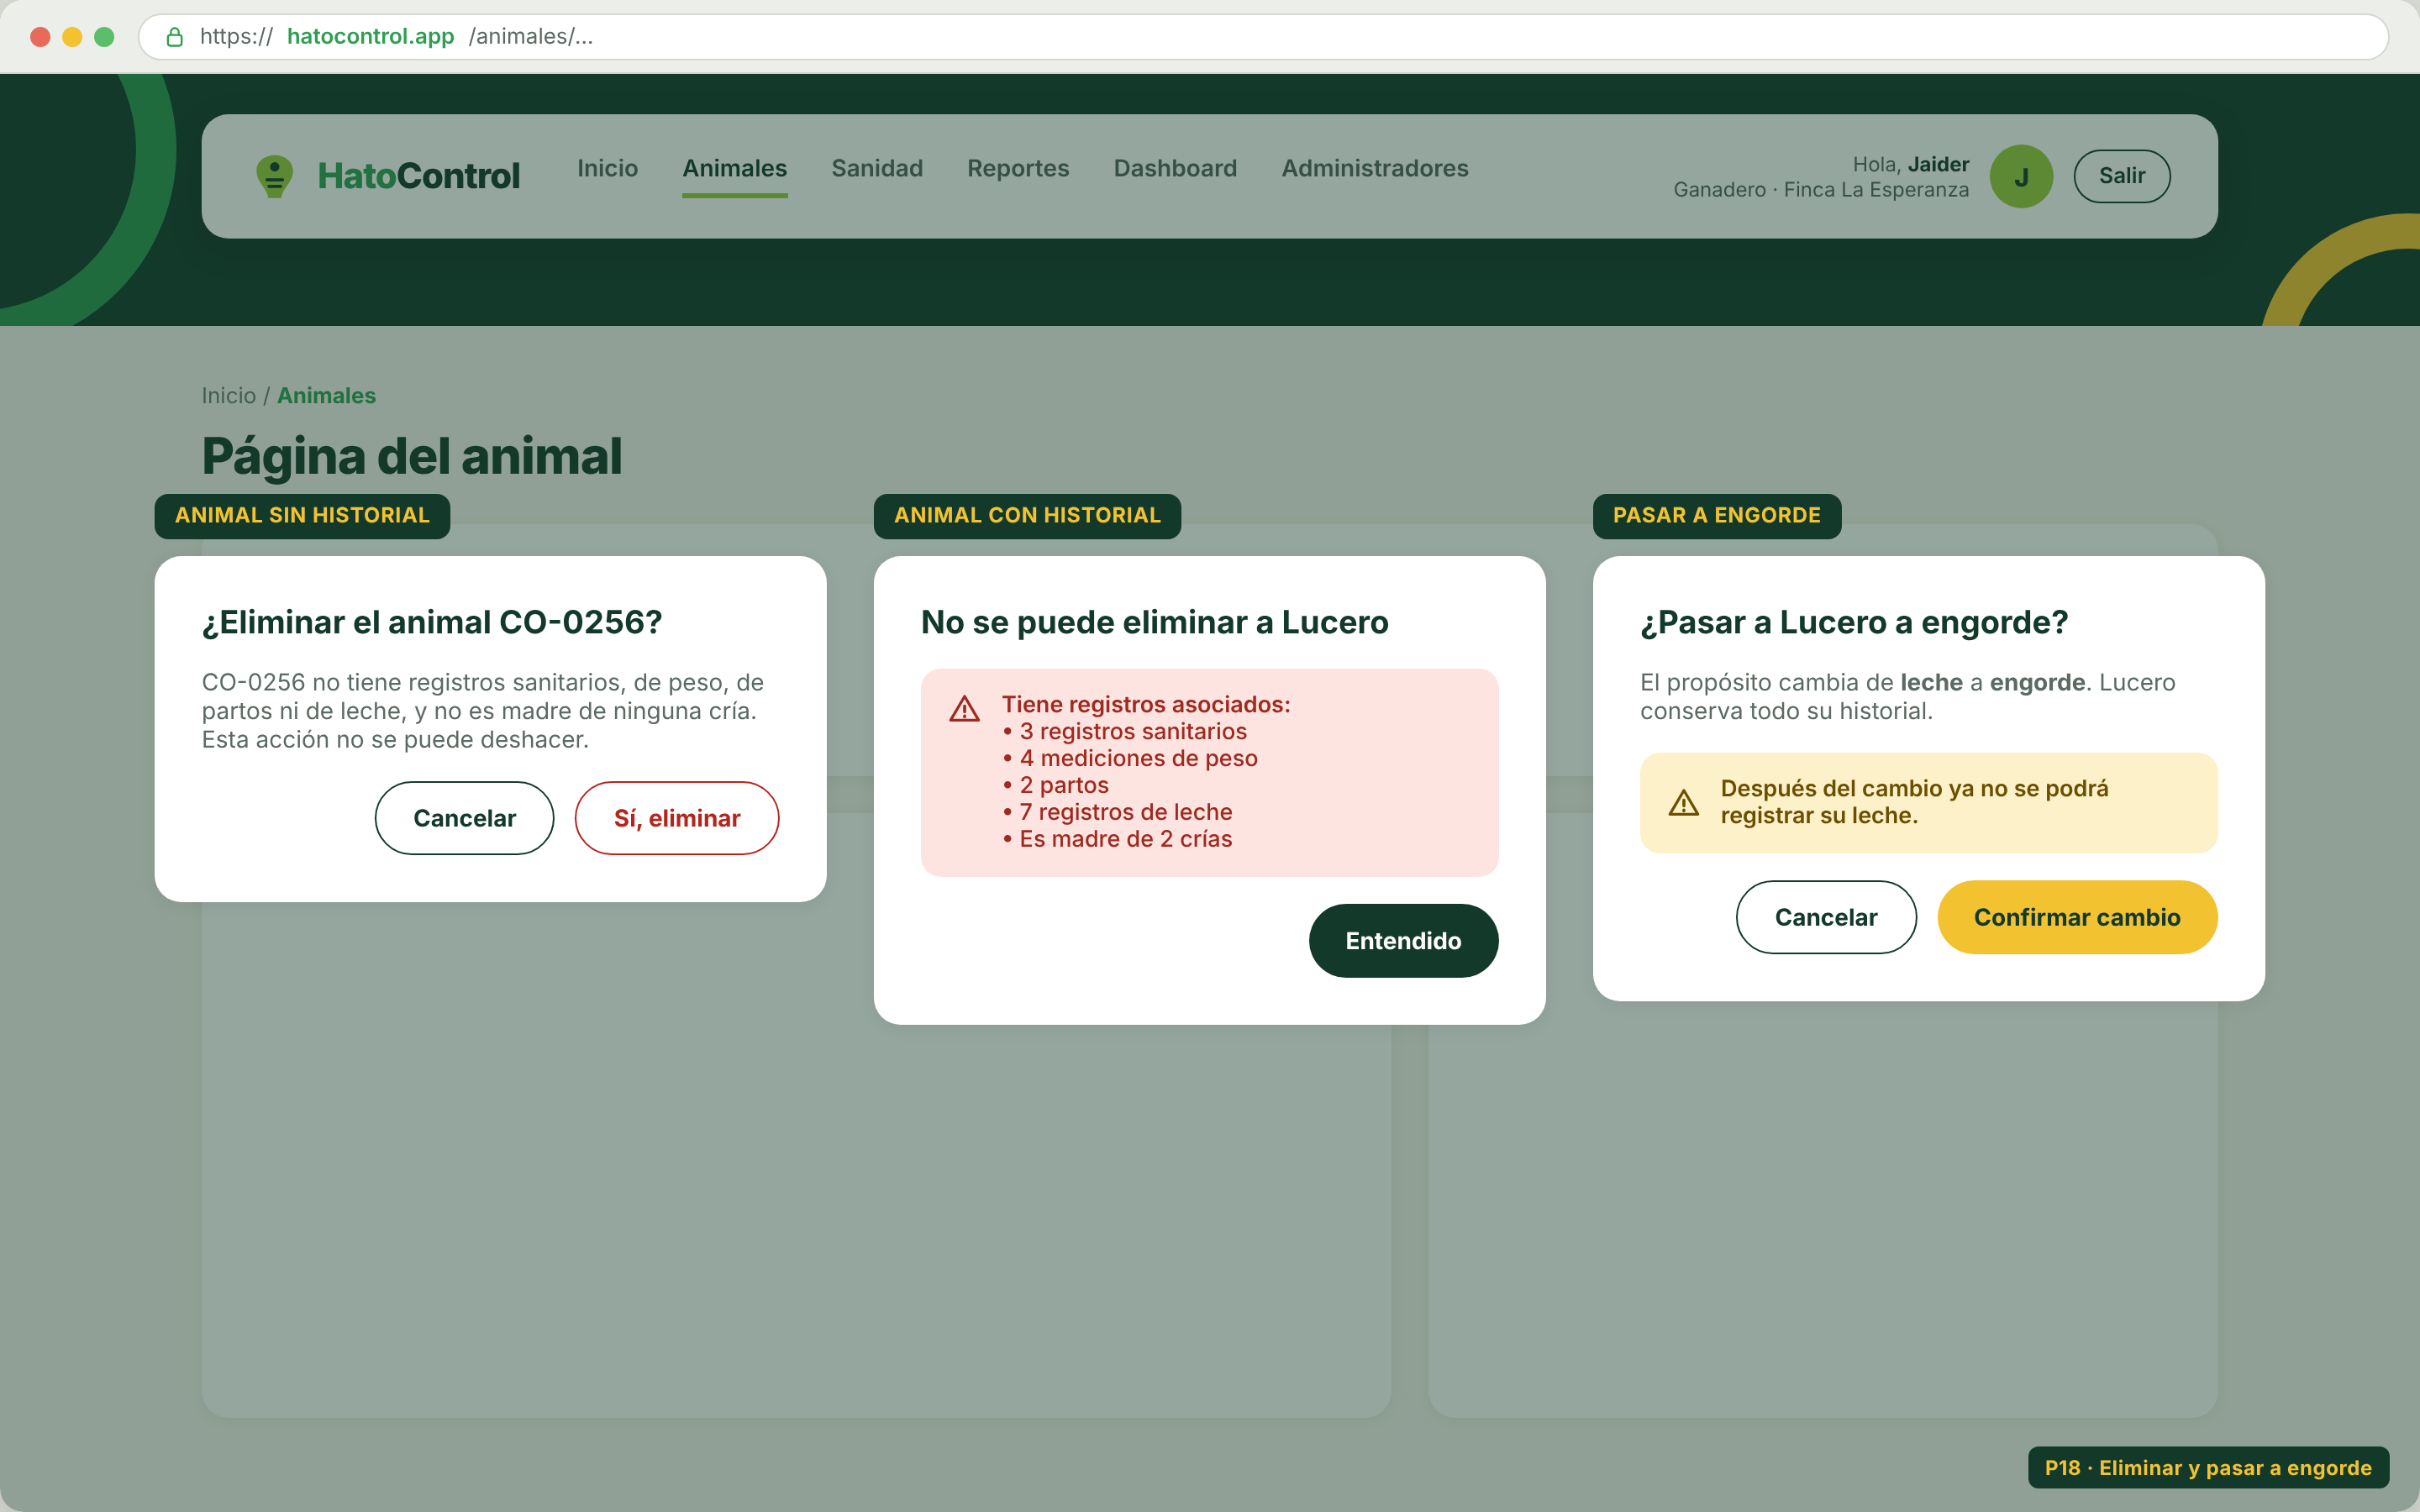 https:// hatocontrol.app /animales/...
HatoControl
Inicio
Animales
Sanidad
Reportes
Dashboard
Administradores
Hola, Jaider
Ganadero · Finca La Esperanza
J
Salir
Inicio / Animales
Página del animal
ANIMAL SIN HISTORIAL
¿Eliminar el animal CO-0256?
CO-0256 no tiene registros sanitarios, de peso, de
partos ni de leche, y no es madre de ninguna cría.
Esta acción no se puede deshacer.
Cancelar
Sí, eliminar
ANIMAL CON HISTORIAL
No se puede eliminar a Lucero
Tiene registros asociados:
• 3 registros sanitarios
• 4 mediciones de peso
• 2 partos
• 7 registros de leche
• Es madre de 2 crías
Entendido
PASAR A ENGORDE
¿Pasar a Lucero a engorde?
El propósito cambia de leche a engorde. Lucero
conserva todo su historial.
Después del cambio ya no se podrá
registrar su leche.
Cancelar
Confirmar cambio
P18 · Eliminar y pasar a engorde